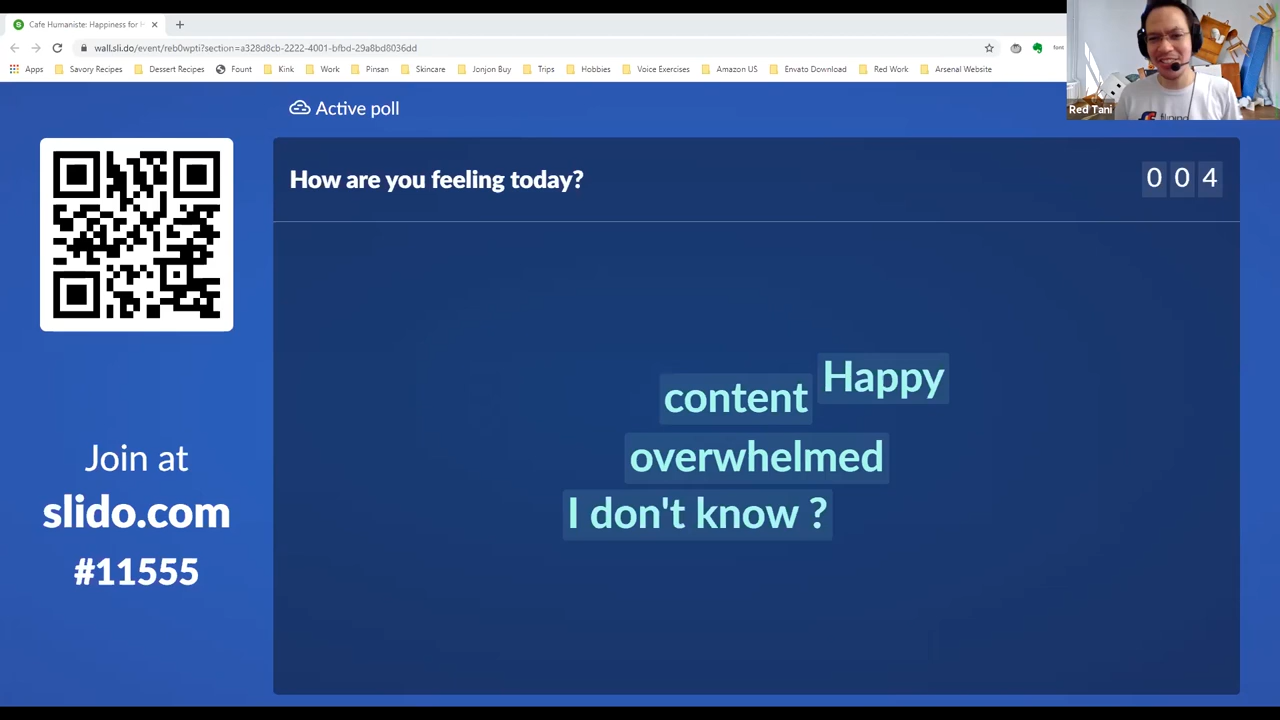 Cafe Humaniste: Happiness for H
wall.sli.do/event/reb0wpti?section=a328d8cb-2222-4001-bfbd-29a8bd8036dd
Apps Savory Recipes Dessert Recipes Fount Kink Work Pinsan Skincare Jonjon Buy Trips Hobbies Voice Exercises Amazon US Envato Download Red Work Arsenal Website
Red Tani
Active poll
How are you feeling today?
004
Happy
content
overwhelmed
I don't know ?
Join at
slido.com
#11555